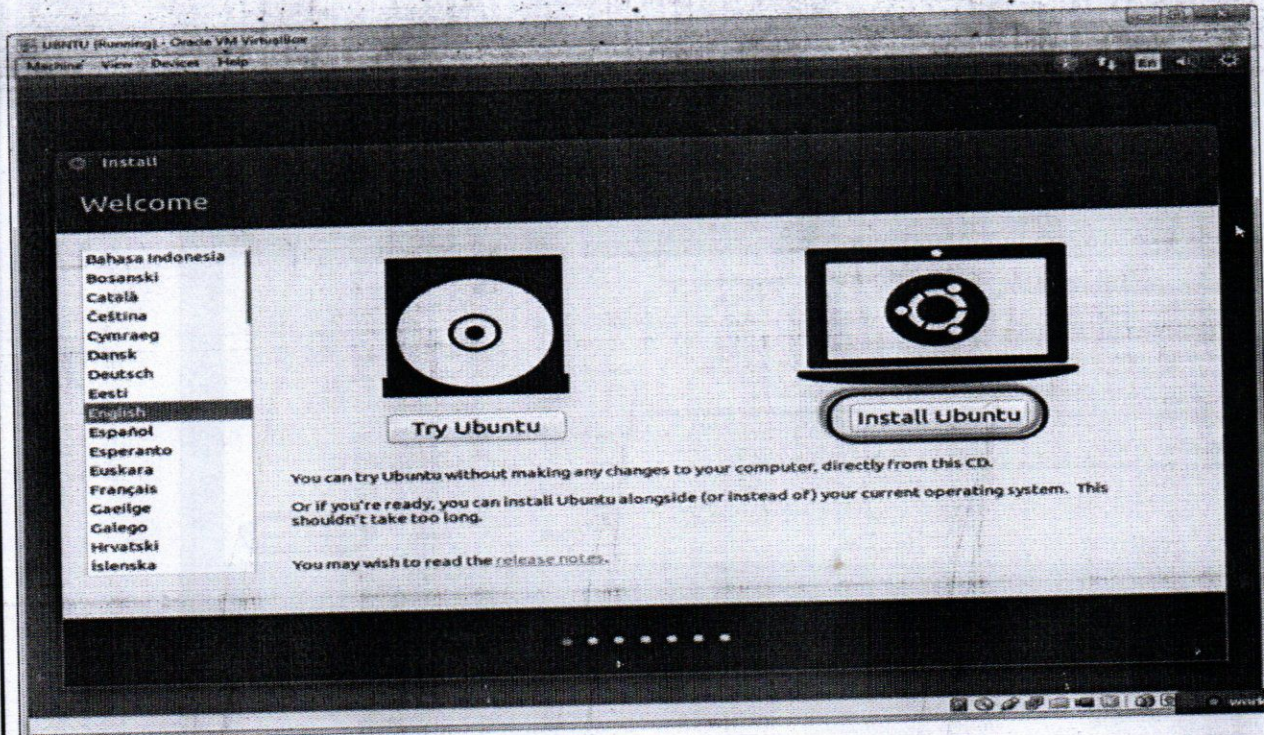 UBNTU [Running] - Oracle VM VirtualBox
Machine View Devices Help
En
Install
Welcome
Bahasa Indonesia
Bosanski
Català
Čeština
Cymraeg
Dansk
Deutsch
Eesti
English
Español
Esperanto
Euskara
Français
Gaeilge
Galego
Hrvatski
Íslenska
Try Ubuntu
Install Ubuntu
You can try Ubuntu without making any changes to your computer, directly from this CD.
Or if you're ready, you can install Ubuntu alongside (or instead of) your current operating system. This
shouldn't take too long.
You may wish to read the release notes.